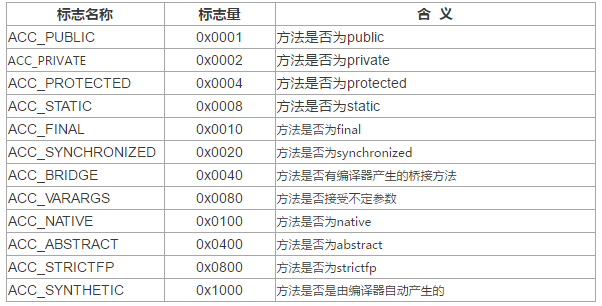 标志名称 标志量 含 义
ACC_PUBLIC 0x0001 方法是否为public
ACC_PRIVATE 0x0002 方法是否为private
ACC_PROTECTED 0x0004 方法是否为protected
ACC_STATIC 0x0008 方法是否为static
ACC_FINAL 0x0010 方法是否为final
ACC_SYNCHRONIZED 0x0020 方法是否为synchronized
ACC_BRIDGE 0x0040 方法是否有编译器产生的桥接方法
ACC_VARARGS 0x0080 方法是否接受不定参数
ACC_NATIVE 0x0100 方法是否为native
ACC_ABSTRACT 0x0400 方法是否为abstract
ACC_STRICTFP 0x0800 方法是否为strictfp
ACC_SYNTHETIC 0x1000 方法是否是由编译器自动产生的